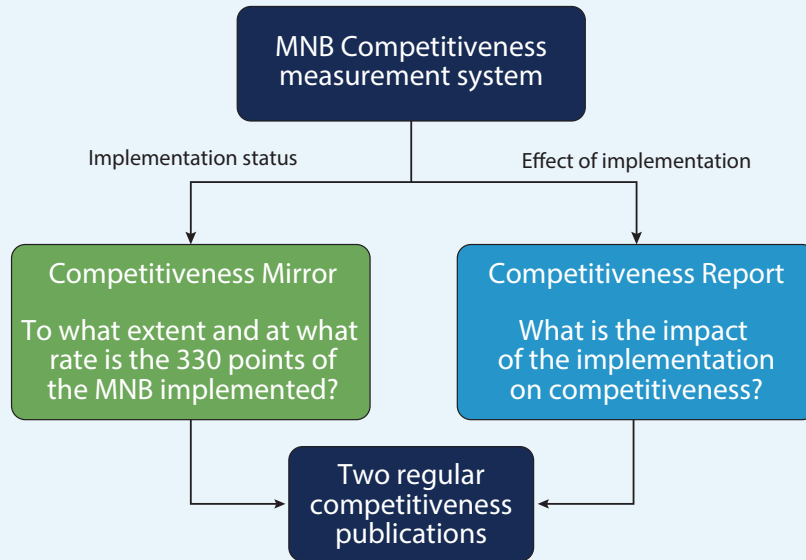 MNB Competitiveness
measurement system
Implementation status
Effect of implementation
Competitiveness Mirror
To what extent and at what
rate is the 330 points of
the MNB implemented?
Competitiveness Report
What is the impact
of the implementation
on competitiveness?
Two regular
competitiveness
publications